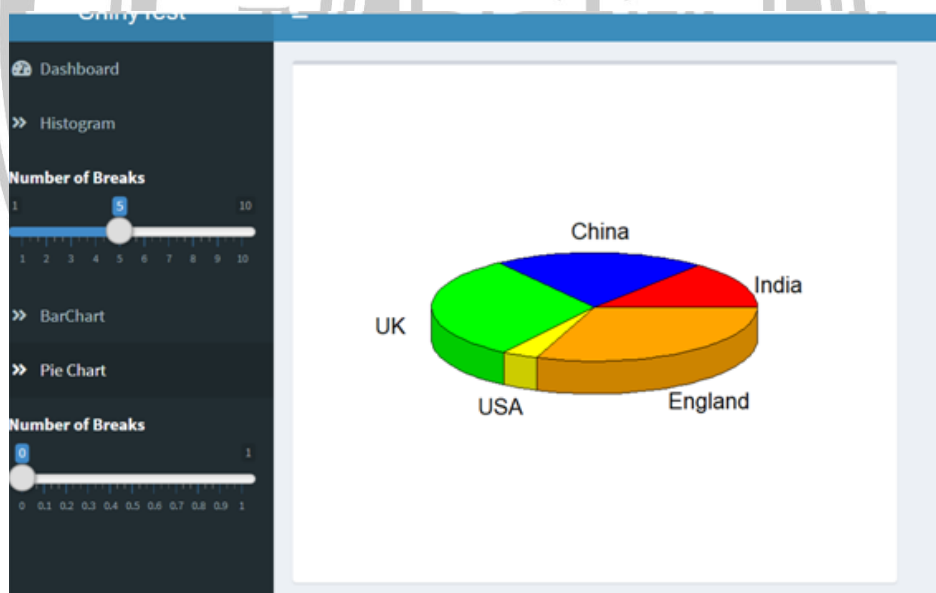 Dashboard
Histogram
Number of Breaks
1 5 10
1 2 3 4 5 6 7 8 9 10
BarChart
Pie Chart
Number of Breaks
0 1
0 0.1 0.2 0.3 0.4 0.5 0.6 0.7 0.8 0.9 1
China
India
UK
USA
England